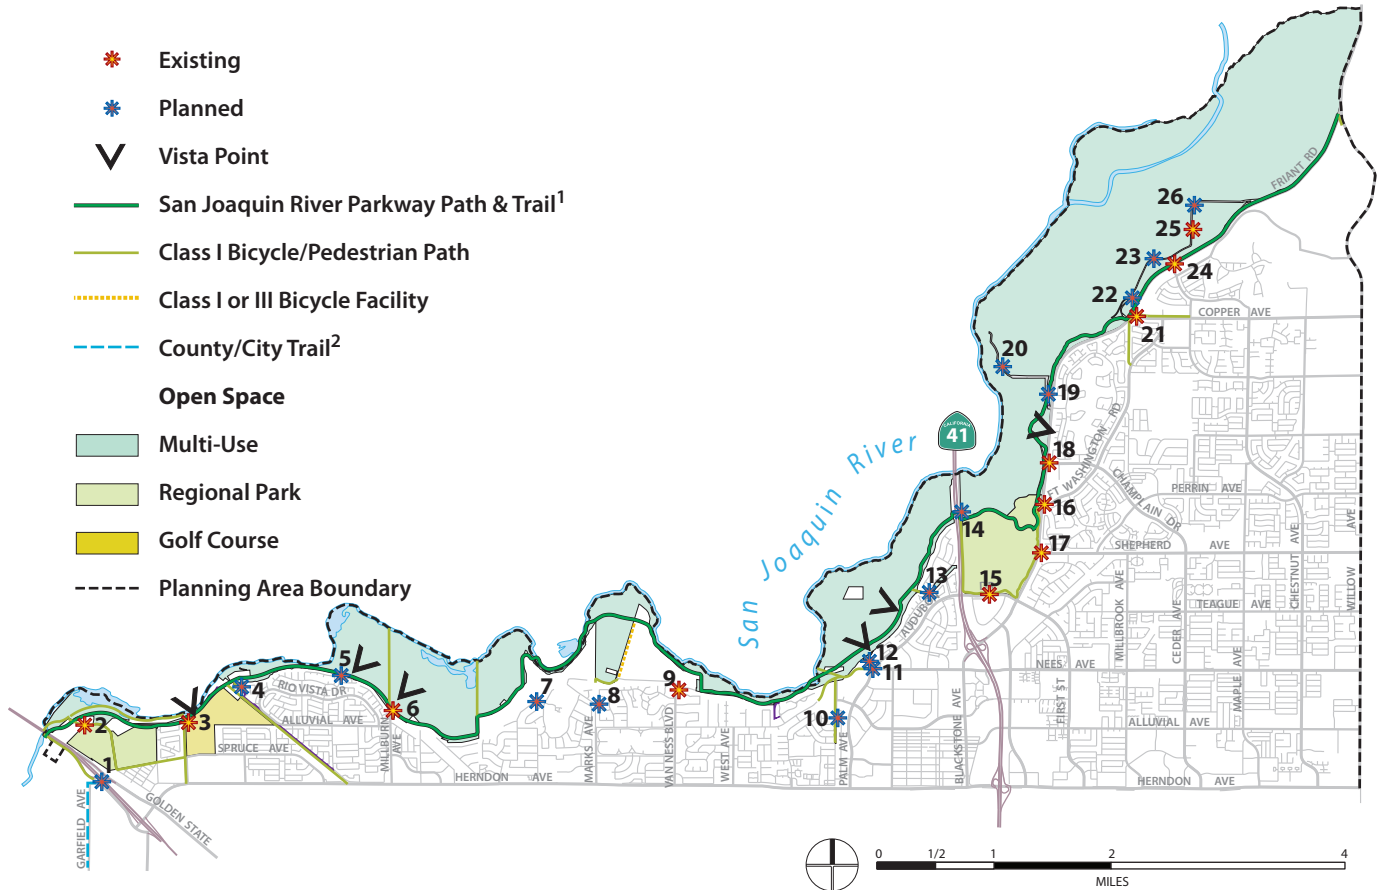 Existing
Planned
Vista Point
San Joaquin River Parkway Path & Trail1
Class I Bicycle/Pedestrian Path
Class I or III Bicycle Facility
County/City Trail2
Open Space
Multi-Use
Regional Park
Golf Course
Planning Area Boundary
San Joaquin River
CALIFORNIA
41
FRIANT RD
26
25
23
24
22
21
COPPER AVE
20
19
18
FT WASHINGTON RD
CHAMPLAIN DR
PERRIN AVE
16
14
17
SHEPHERD AVE
13
15
AUDUBO
TEAGUE AVE
MILLBROOK AVE
CEDER AVE
CHESTNUT AVE
WILLOW AVE
12
11
NEES AVE
FIRST ST
MAPLE AVE
BLACKSTONE AVE
ALLUVIAL AVE
10
PALM AVE
HERNDON AVE
9
VAN NESS BLVD
WEST AVE
8
MARKS AVE
7
6
MILLBURN AVE
5
RIO VISTA DR
4
ALLUVIAL AVE
3
SPRUCE AVE
2
HERNDON AVE
1
GOLDEN STATE
GARFIELD AVE
0 1/2 1 2 4
MILES